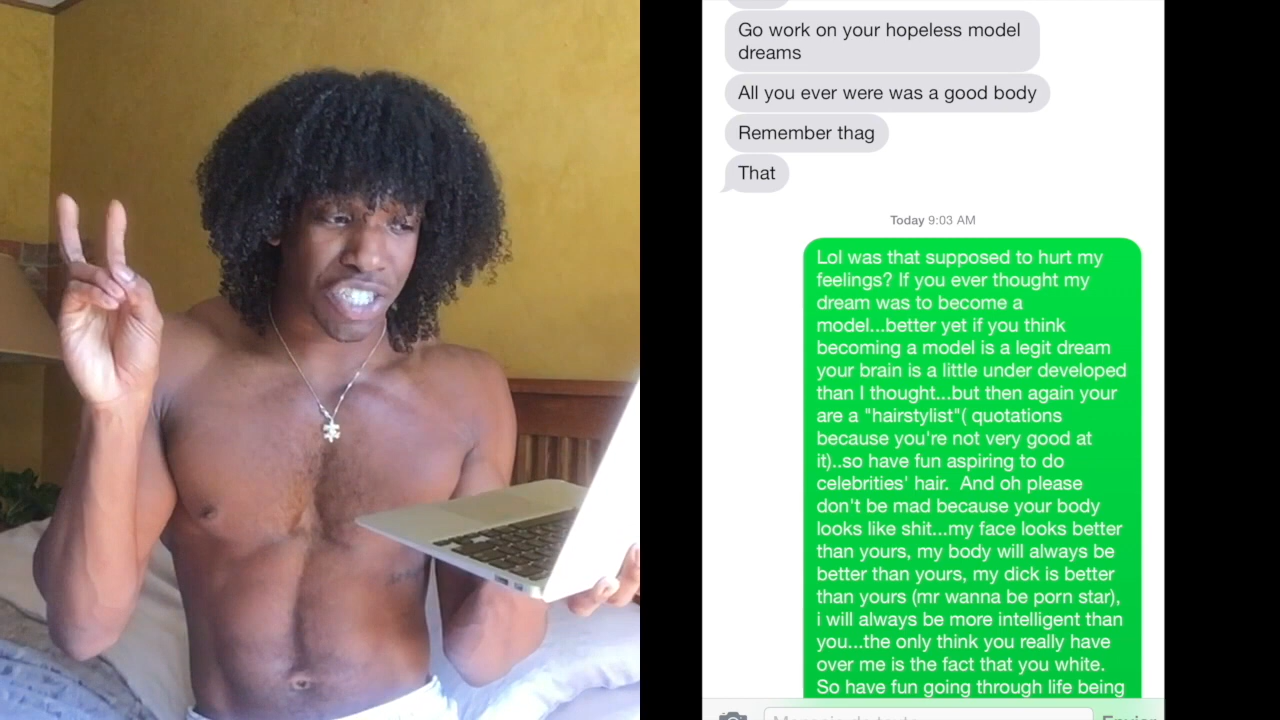 Go work on your hopeless model
dreams
All you ever were was a good body
Remember thag
That
Today 9:03 AM
Lol was that supposed to hurt my
feelings? If you ever thought my
dream was to become a
model...better yet if you think
becoming a model is a legit dream
your brain is a little under developed
than I thought...but then again your
are a "hairstylist"( quotations
because you're not very good at
it)..so have fun aspiring to do
celebrities' hair.  And oh please
don't be mad because your body
looks like shit...my face looks better
than yours, my body will always be
better than yours, my dick is better
than yours (mr wanna be porn star),
i will always be more intelligent than
you...the only think you really have
over me is the fact that you white.
So have fun going through life being